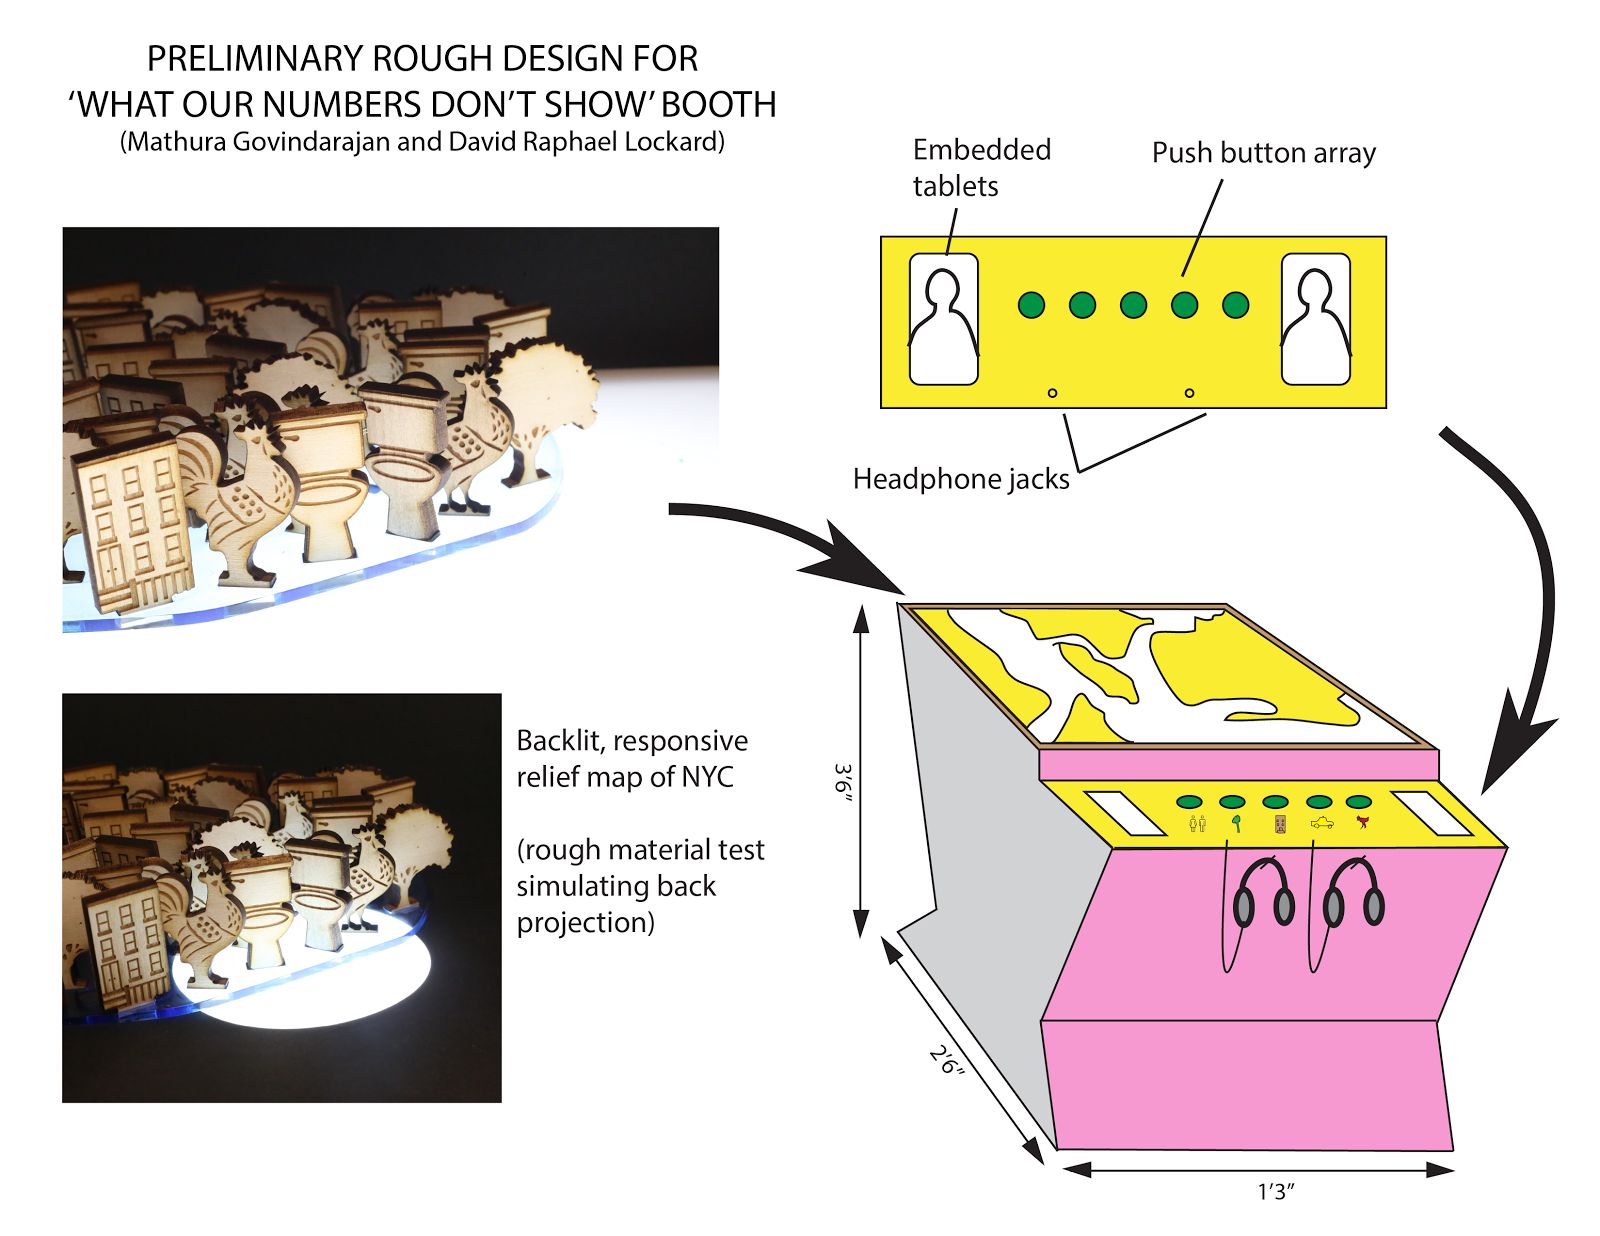 PRELIMINARY ROUGH DESIGN FOR
‘WHAT OUR NUMBERS DON’T SHOW’ BOOTH
(Mathura Govindarajan and David Raphael Lockard)
Embedded
tablets
Push button array
Headphone jacks
Backlit, responsive
relief map of NYC
(rough material test
simulating back
projection)
3’6”
2’6”
1’3”